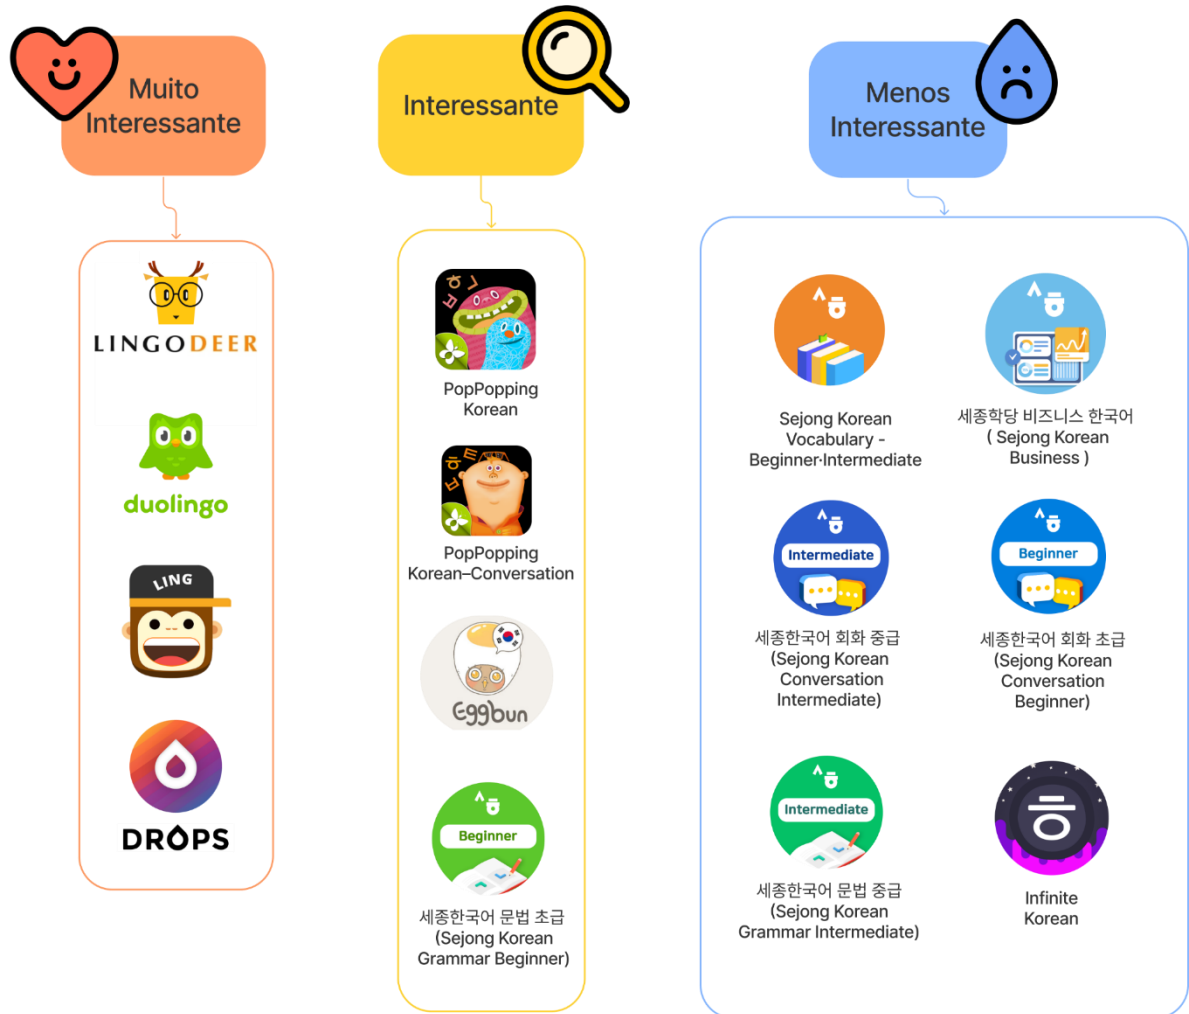 Muito
Interessante
LINGODEER
duolingo
LING
DROPS
Interessante
ㅎ
ㅂ
ㄴ
PopPopping
Korean
ㅎ
ㅂ
ㅌ
PopPopping
Korean–Conversation
Eggbun
Beginner
세종한국어 문법 초급
(Sejong Korean
Grammar Beginner)
Menos
Interessante
Sejong Korean
Vocabulary -
Beginner·Intermediate
세종학당 비즈니스 한국어
( Sejong Korean
Business )
Intermediate
세종한국어 회화 중급
(Sejong Korean
Conversation
Intermediate)
Beginner
세종한국어 회화 초급
(Sejong Korean
Conversation
Beginner)
Intermediate
세종한국어 문법 중급
(Sejong Korean
Grammar Intermediate)
ㅎ
Infinite
Korean